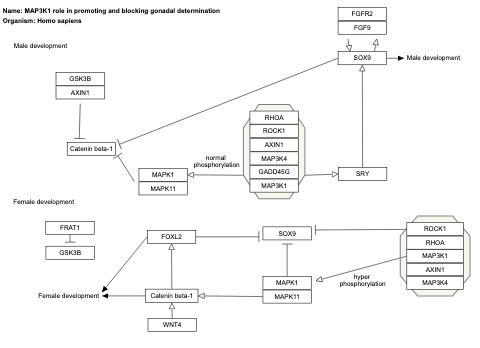 Name: MAP3K1 role in promoting and blocking gonadal determination
Organism: Homo sapiens
FGFR2
FGF9
Male development
SOX9
Male development
GSK3B
AXIN1
RHOA
ROCK1
AXIN1
MAP3K4
GADD45G
MAP3K1
Catenin beta-1
normal
phosphorylation
MAPK1
MAPK11
SRY
Female development
FRAT1
GSK3B
FOXL2
SOX9
ROCK1
RHOA
MAP3K1
AXIN1
MAP3K4
hyper
phosphorylation
MAPK1
MAPK11
Female development
Catenin beta-1
WNT4